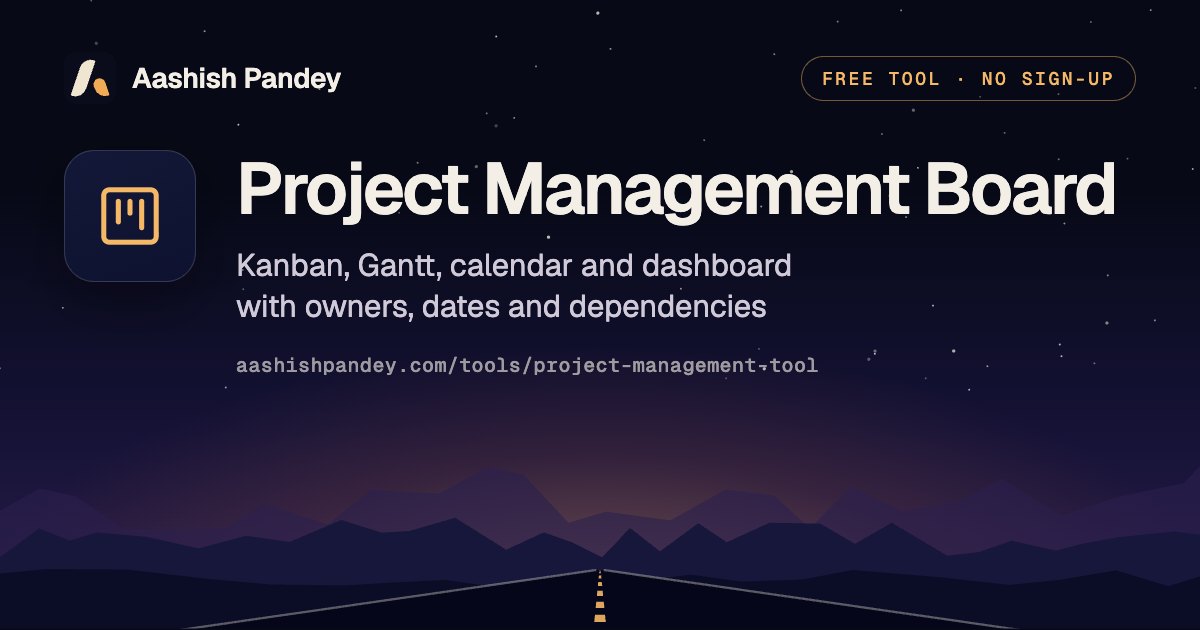 Aashish Pandey
FREE TOOL · NO SIGN-UP
Project Management Board
Kanban, Gantt, calendar and dashboard
with owners, dates and dependencies
aashishpandey.com/tools/project-management-tool